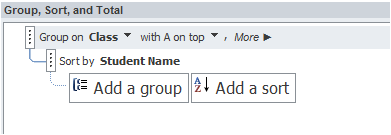 Group, Sort, and Total
Group on Class with A on top , More
Sort by Student Name
Add a group A Z Add a sort